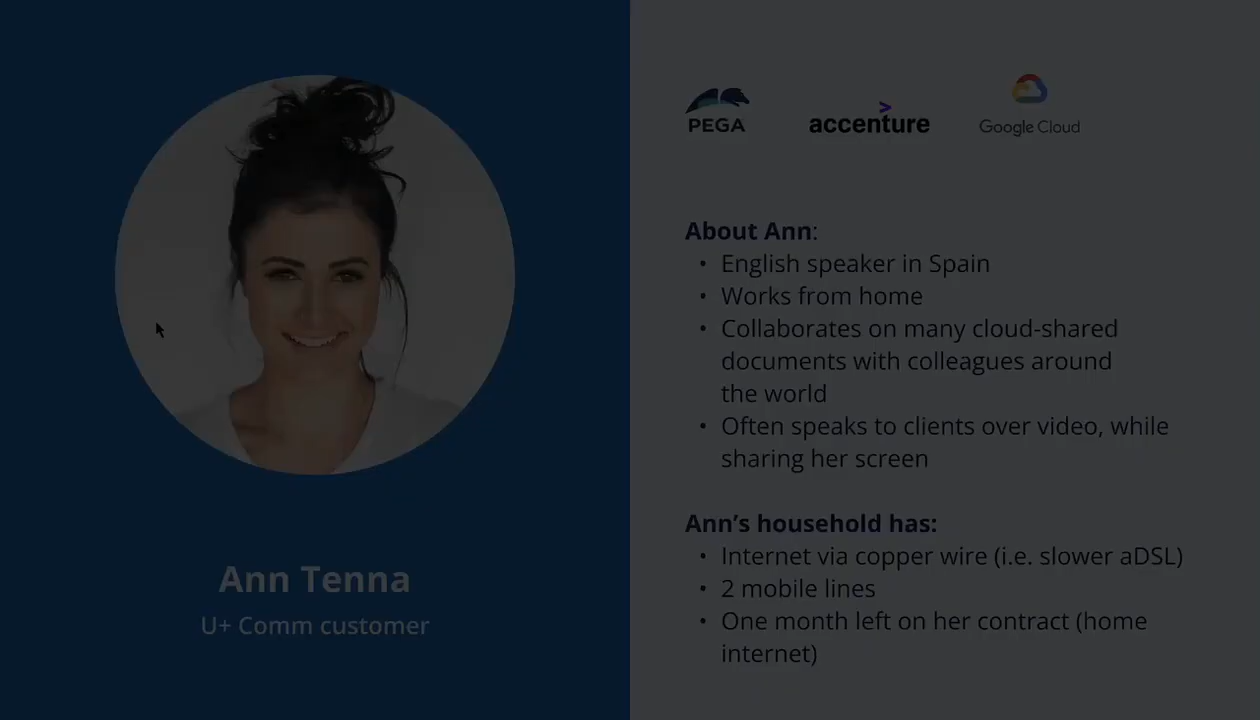 Ann Tenna
U+ Comm customer
PEGA
accenture
Google Cloud
About Ann:
• English speaker in Spain
• Works from home
• Collaborates on many cloud-shared
documents with colleagues around
the world
• Often speaks to clients over video, while
sharing her screen
Ann’s household has:
• Internet via copper wire (i.e. slower aDSL)
• 2 mobile lines
• One month left on her contract (home
internet)